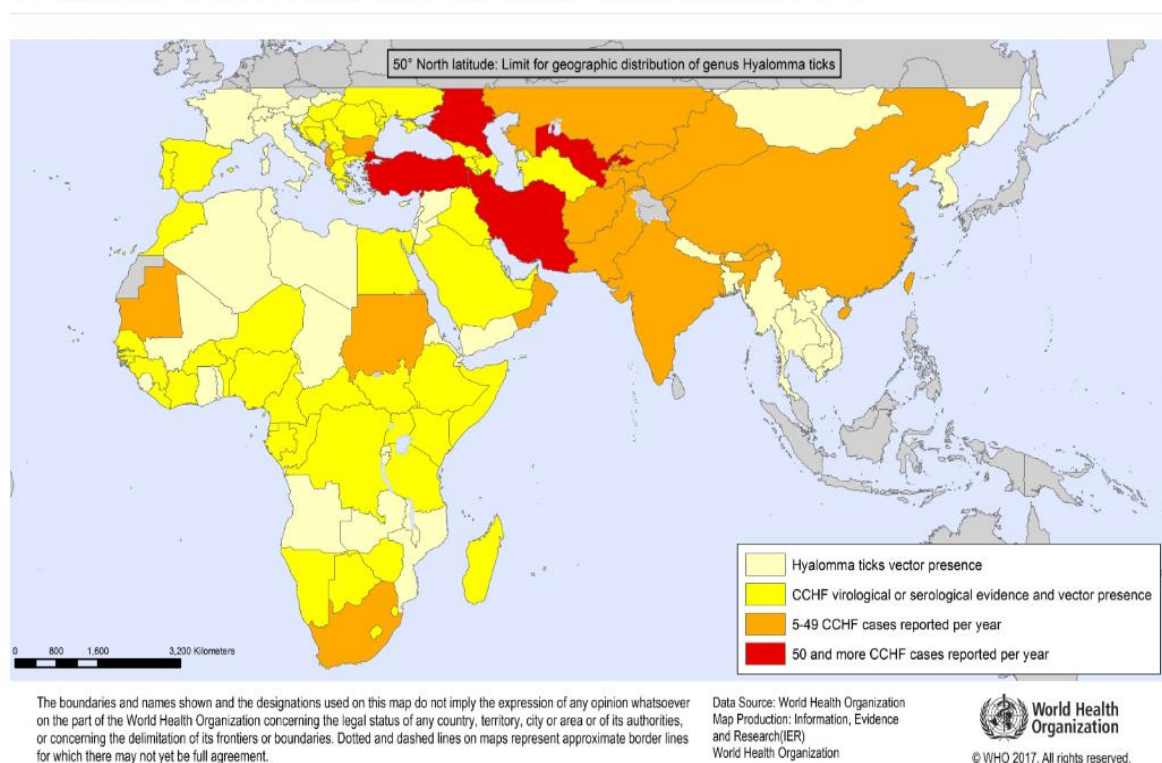 50° North latitude: Limit for geographic distribution of genus Hyalomma ticks
Hyalomma ticks vector presence
CCHF virological or serological evidence and vector presence
5-49 CCHF cases reported per year
50 and more CCHF cases reported per year
0 800 1,600 3,200 Kilometers
The boundaries and names shown and the designations used on this map do not imply the expression of any opinion whatsoever
on the part of the World Health Organization concerning the legal status of any country, territory, city or area or of its authorities,
or concerning the delimitation of its frontiers or boundaries. Dotted and dashed lines on maps represent approximate border lines
for which there may not yet be full agreement.
Data Source: World Health Organization
Map Production: Information, Evidence
and Research(IER)
World Health Organization
World Health
Organization
© WHO 2017. All rights reserved.